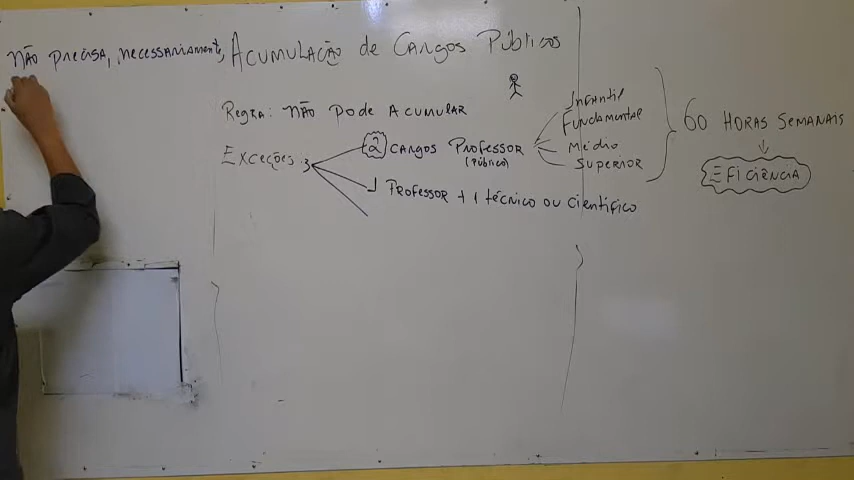 Não precisa, necessariamente,
Acumulação de Cargos Públicos
Regra: Não pode Acumular
Exceções: 3
2 cargos Professor
(Público)
Infantil
Fundamental
Médio
Superior
60 Horas semanais
Eficiência
1 Professor + 1 técnico ou científico